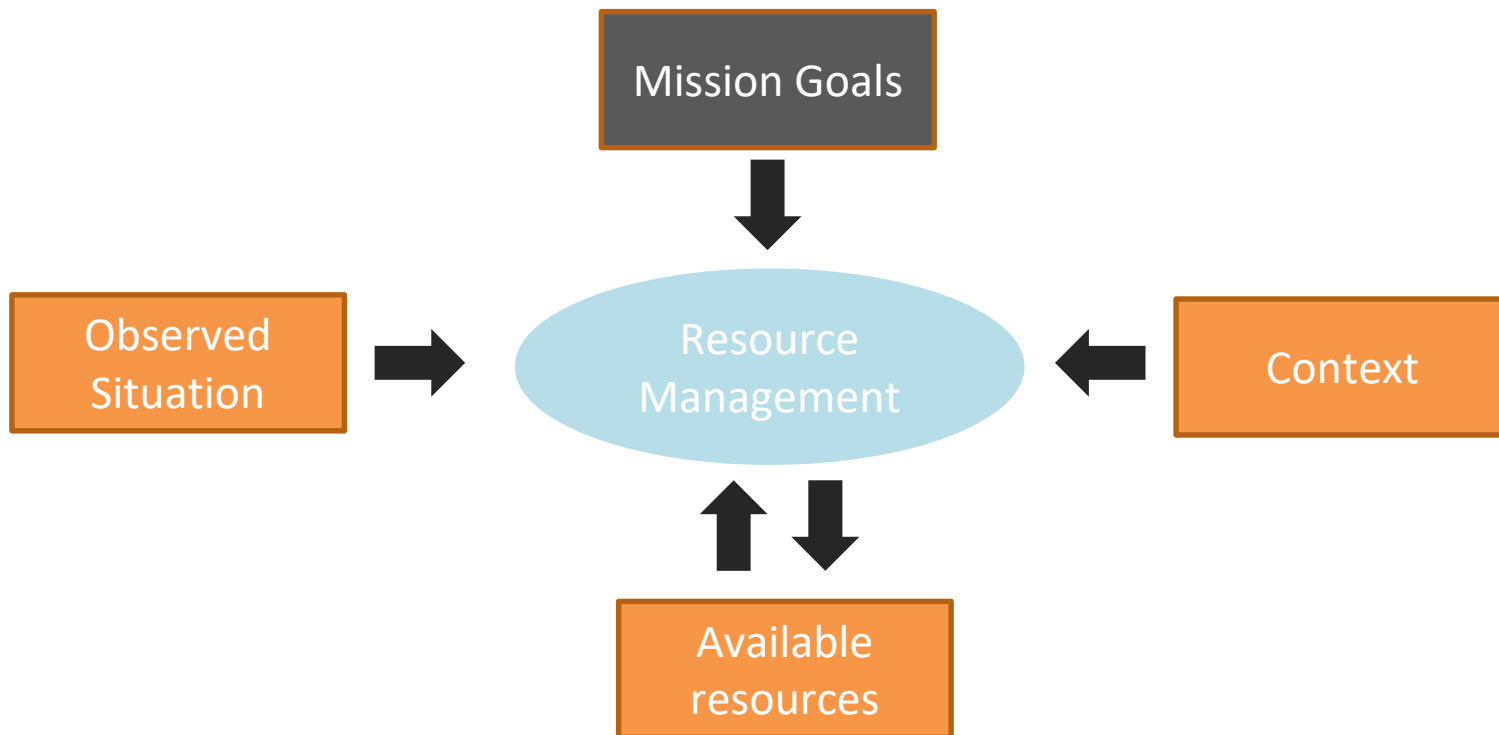 Mission Goals
Observed
Situation
Resource
Management
Context
Available
resources